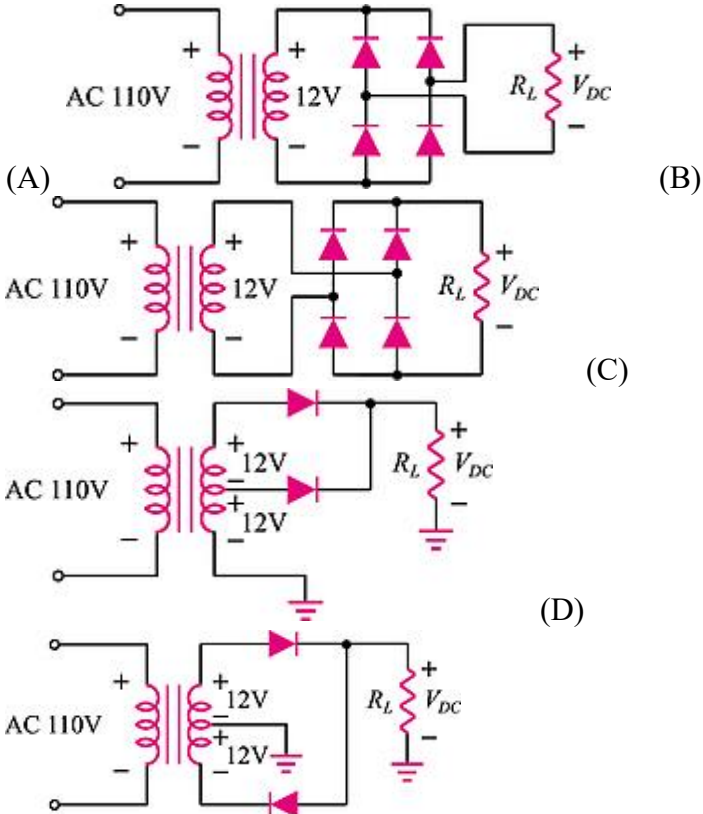 + + +
AC 110V 12V R_L V_DC
− − −
(A) (B)
+ + +
AC 110V 12V R_L V_DC
− − −
(C)
+ + +
12V
AC 110V − R_L V_DC
+
− 12V −
−
(D)
+ + +
12V
AC 110V − R_L V_DC
+
12V
− − −